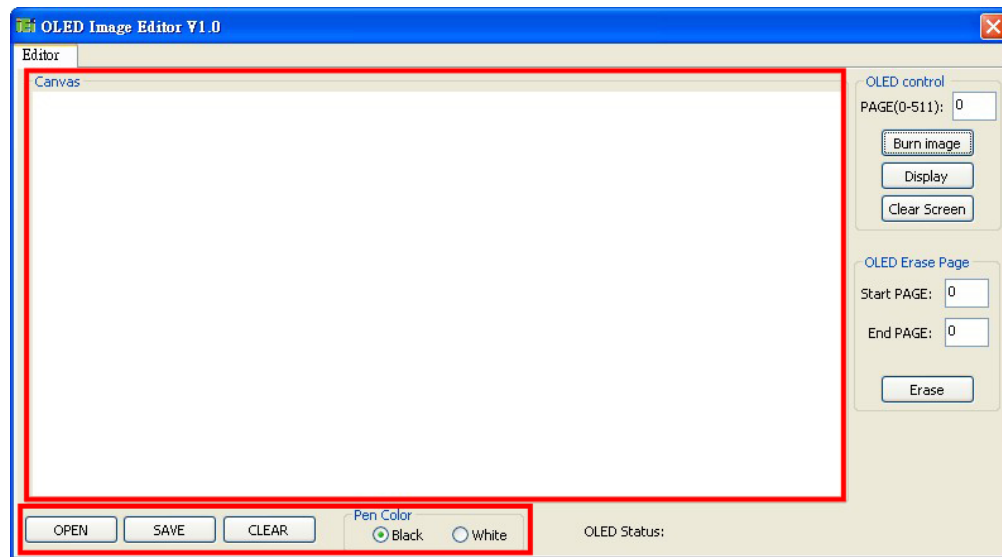 OLED Image Editor V1.0
Editor
Canvas
OLED control
PAGE(0-511): 0
Burn image
Display
Clear Screen
OLED Erase Page
Start PAGE: 0
End PAGE: 0
Erase
OPEN SAVE CLEAR
Pen Color
Black White
OLED Status: